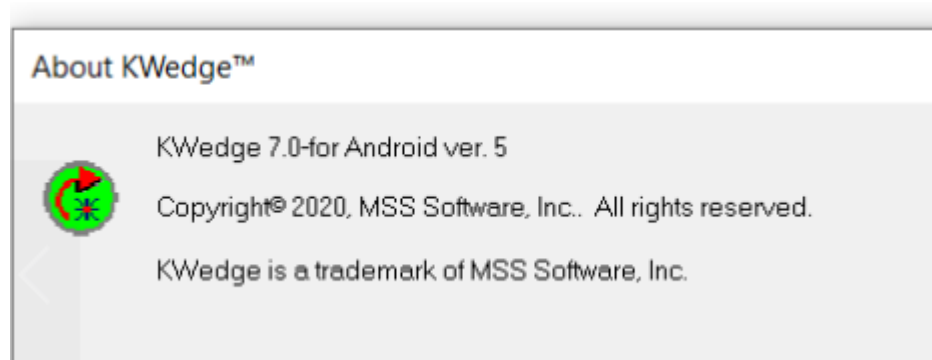 About KWedge™
KWedge 7.0-for Android ver. 5
Copyright© 2020, MSS Software, Inc.. All rights reserved.
KWedge is a trademark of MSS Software, Inc.